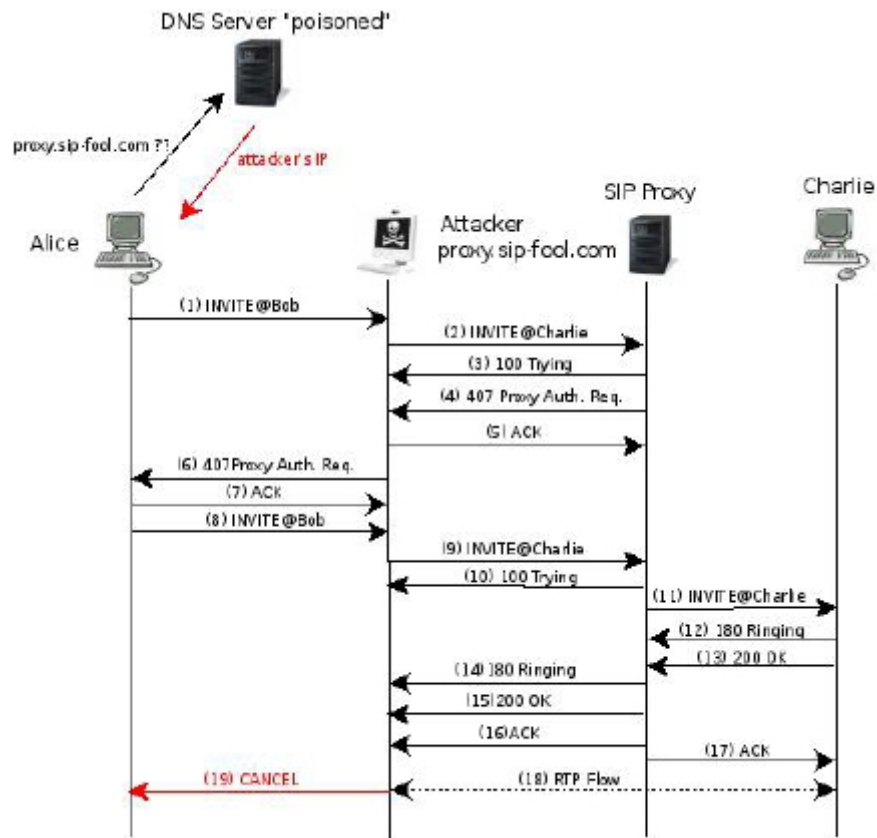 DNS Server "poisoned"
proxy.sip-fool.com ??
attacker's IP
SIP Proxy
Charlie
Alice
Attacker
proxy.sip-fool.com
(1) INVITE@Bob
(2) INVITE@Charlie
(3) 100 Trying
(4) 407 Proxy Auth. Req.
(5) ACK
(6) 407Proxy Auth. Req.
(7) ACK
(8) INVITE@Bob
(9) INVITE@Charlie
(10) 100 Trying
(11) INVITE@Charlie
(12) 180 Ringing
(13) 200 OK
(14)180 Ringing
(15)200 OK
(16)ACK
(17) ACK
(19) CANCEL
(18) RTP Flow